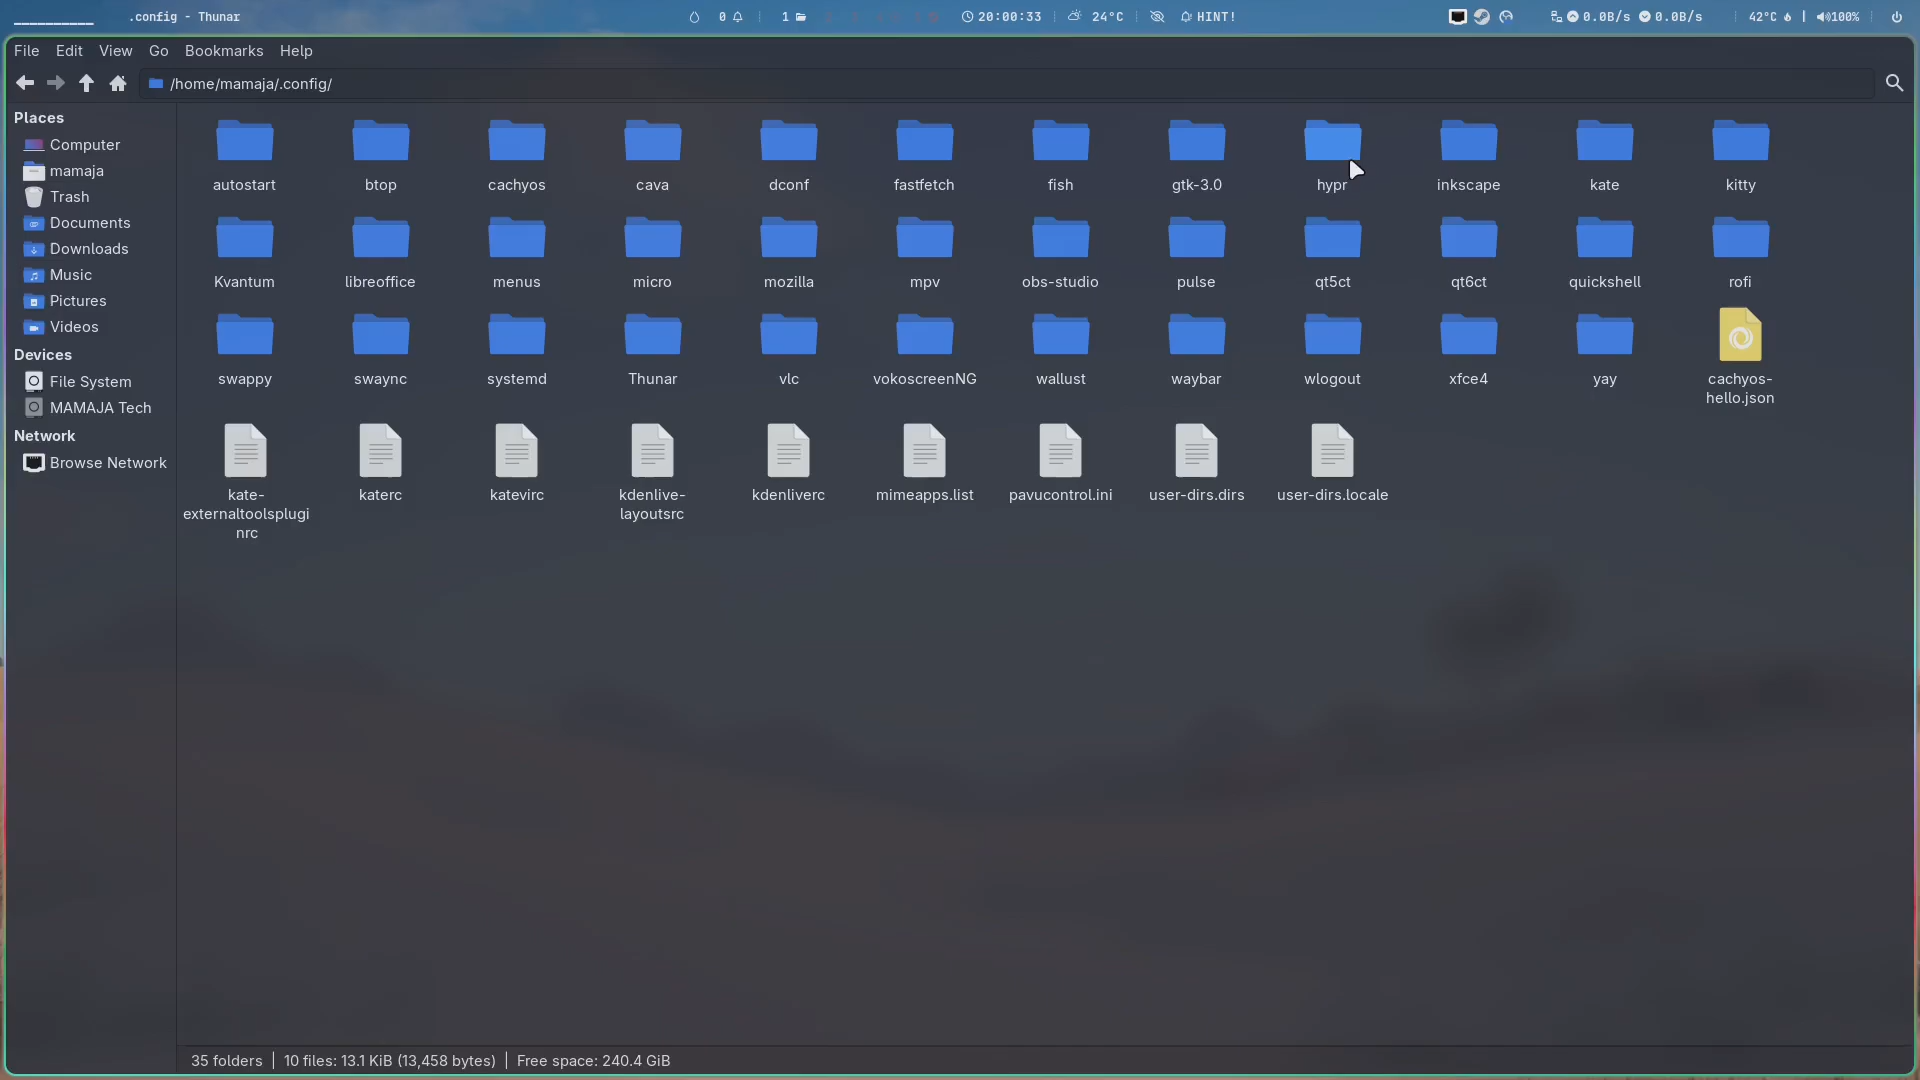 .config - Thunar
0
1
20:00:33
24°C
HINT!
0.0B/s
0.0B/s
42°C
100%
File Edit View Go Bookmarks Help
/home/mamaja/.config/
Places
Computer
mamaja
Trash
Documents
Downloads
Music
Pictures
Videos
Devices
File System
MAMAJA Tech
Network
Browse Network
autostart
btop
cachyos
cava
dconf
fastfetch
fish
gtk-3.0
hypr
inkscape
kate
kitty
Kvantum
libreoffice
menus
micro
mozilla
mpv
obs-studio
pulse
qt5ct
qt6ct
quickshell
rofi
swappy
swaync
systemd
Thunar
vlc
vokoscreenNG
wallust
waybar
wlogout
xfce4
yay
cachyos-
hello.json
kate-
externaltoolsplugi
nrc
katerc
katevirc
kdenlive-
layoutsrc
kdenliverc
mimeapps.list
pavucontrol.ini
user-dirs.dirs
user-dirs.locale
35 folders | 10 files: 13.1 KiB (13,458 bytes) | Free space: 240.4 GiB